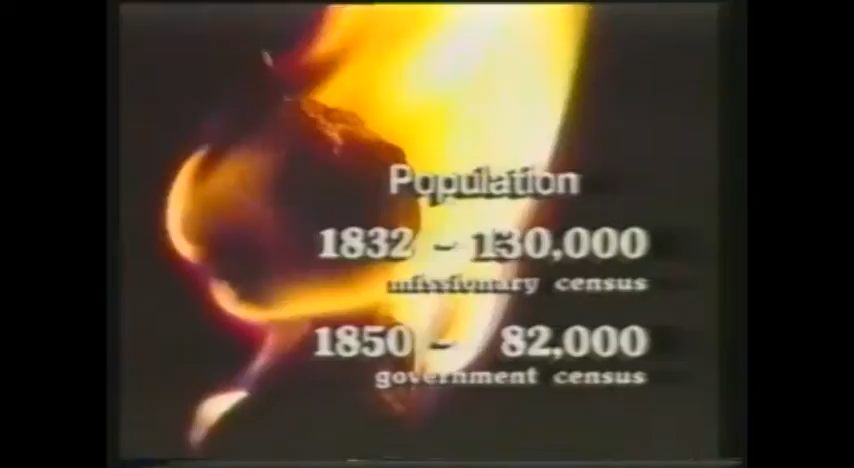 Population
1832 - 130,000
missionary census
1850 - 82,000
government census